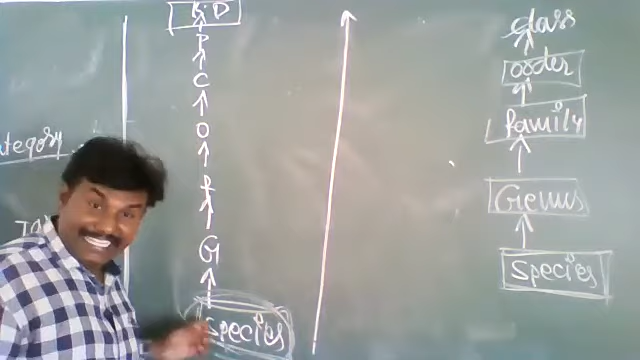 K.D
P
C
O
F
G
Species
ategory
class
order
family
Genus
Species